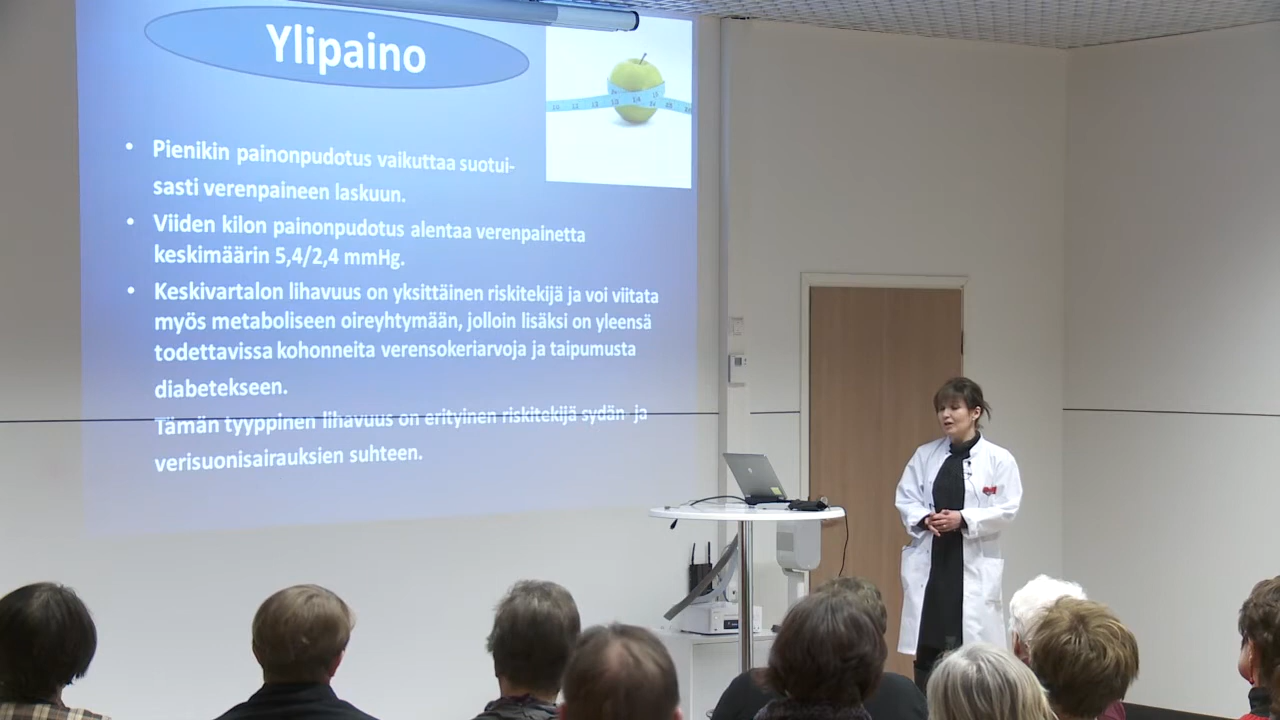 Ylipaino
Pienikin painonpudotus vaikuttaa suotui-
sasti verenpaineen laskuun.
Viiden kilon painonpudotus alentaa verenpainetta
keskimäärin 5,4/2,4 mmHg.
Keskivartalon lihavuus on yksittäinen riskitekijä ja voi viitata
myös metaboliseen oireyhtymään, jolloin lisäksi on yleensä
todettavissa kohonneita verensokeriarvoja ja taipumusta
diabetekseen.
Tämän tyyppinen lihavuus on erityinen riskitekijä sydän- ja
verisuonisairauksien suhteen.